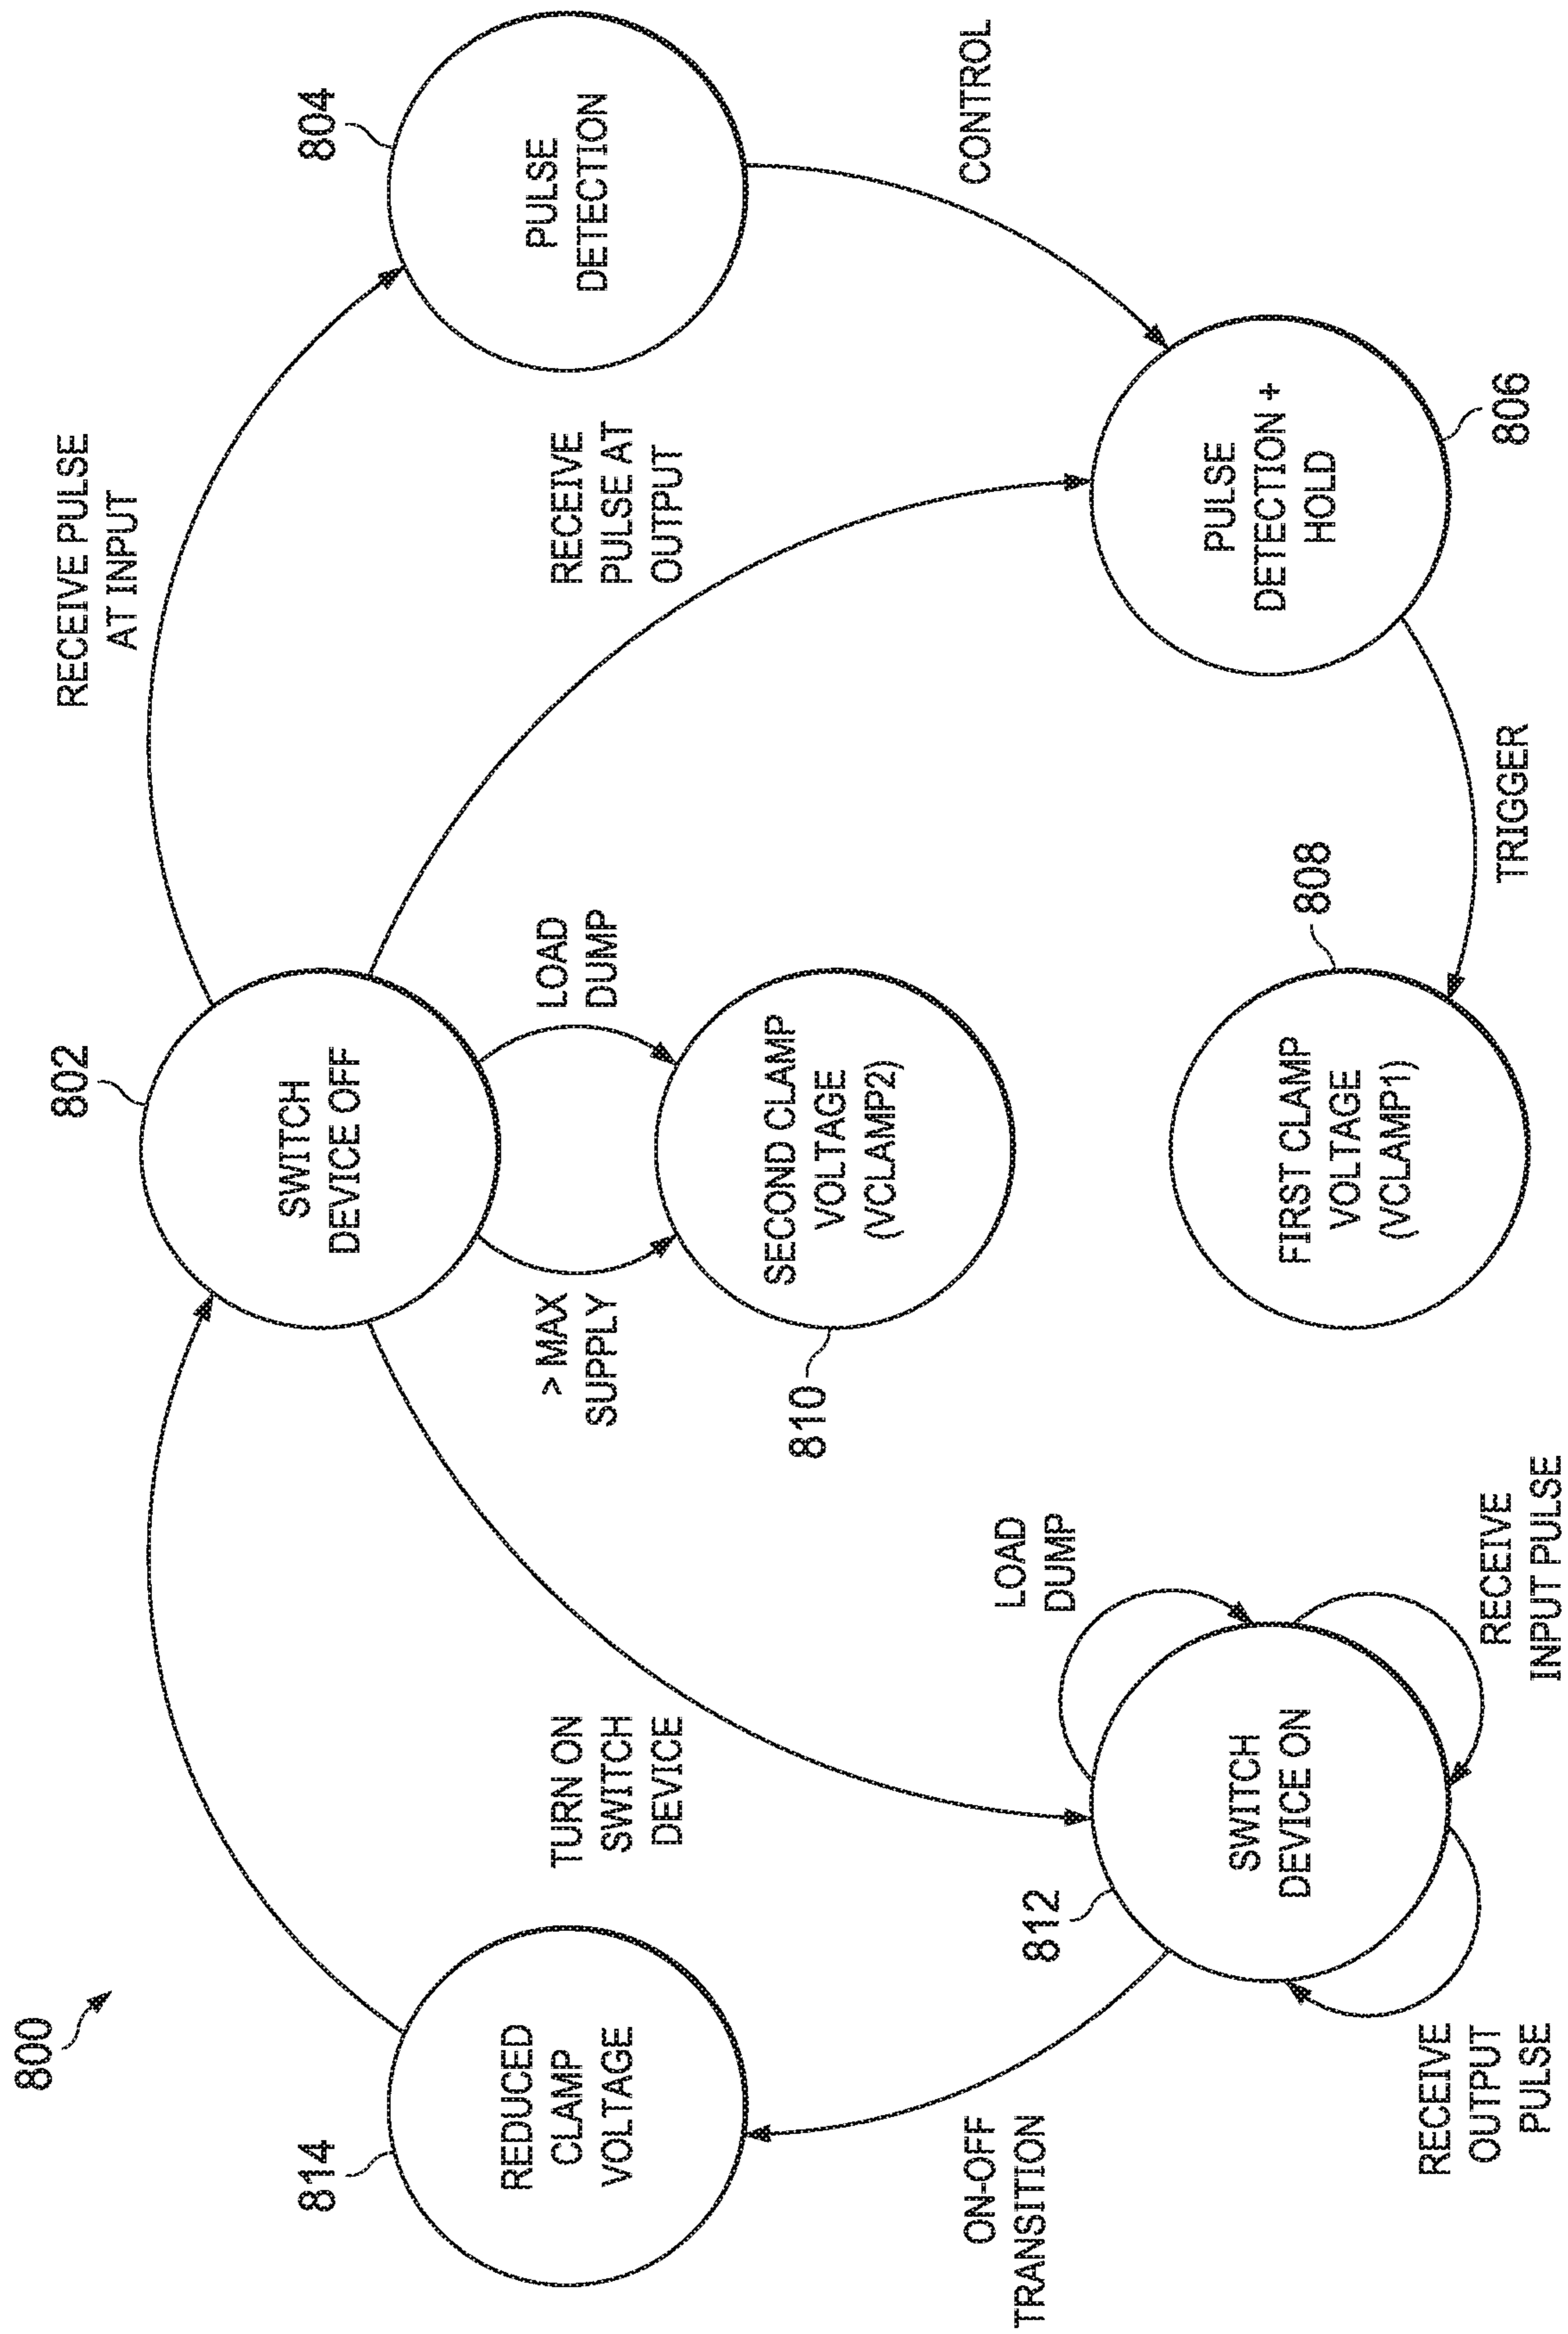 800
802
804
RECEIVE PULSE
AT INPUT
SWITCH
DEVICE OFF
REDUCED
CLAMP
VOLTAGE
814
PULSE
DETECTION
TURN ON
SWITCH
DEVICE
> MAX
SUPPLY
LOAD
DUMP
RECEIVE
PULSE AT
OUTPUT
SECOND CLAMP
VOLTAGE
(VCLAMP2)
810
ON-OFF
TRANSITION
CONTROL
812
LOAD
DUMP
SWITCH
DEVICE ON
808
FIRST CLAMP
VOLTAGE
(VCLAMP1)
PULSE
DETECTION +
HOLD
806
RECEIVE
OUTPUT
PULSE
RECEIVE
INPUT PULSE
TRIGGER